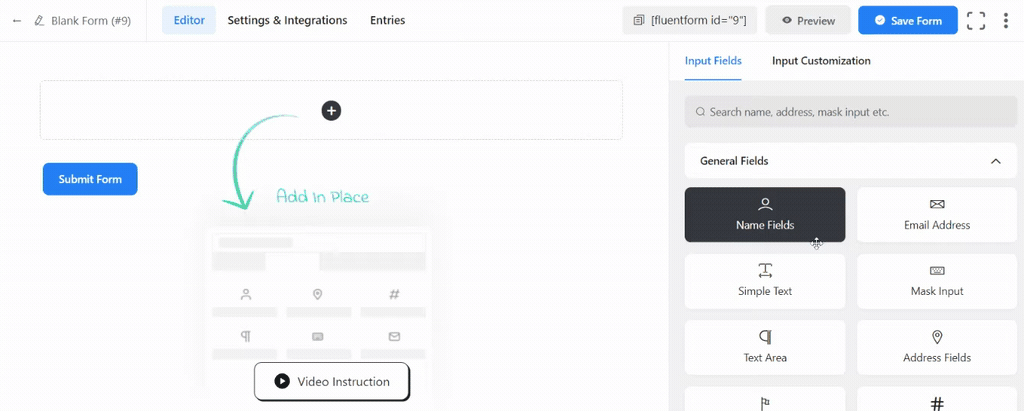 ← Blank Form (#9) Editor Settings & Integrations Entries [fluentform id="9"] Preview Save Form
Input Fields Input Customization
Search name, address, mask input etc.
General Fields
Submit Form
Add In Place
Name Fields Email Address
Simple Text Mask Input
Text Area Address Fields
Video Instruction